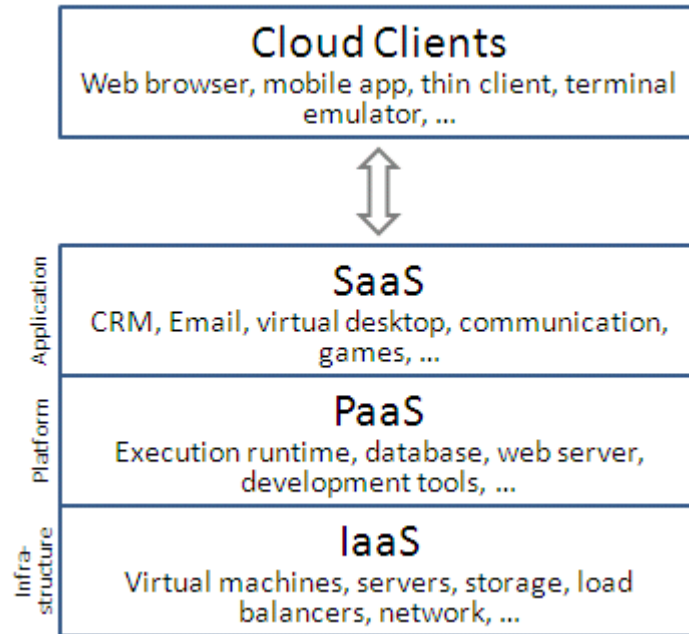 Cloud Clients
Web browser, mobile app, thin client, terminal
emulator, ...
Application
SaaS
CRM, Email, virtual desktop, communication,
games, ...
Platform
PaaS
Execution runtime, database, web server,
development tools, ...
Infra-
structure
IaaS
Virtual machines, servers, storage, load
balancers, network, ...